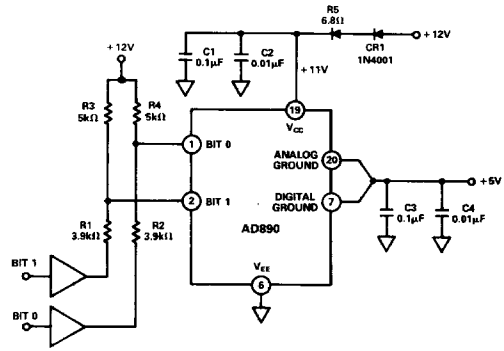 R5
6.8Ω
CR1
1N4001
+12V
C1
0.1µF
C2
0.01µF
+11V
+12V
R3
5kΩ
R4
5kΩ
19
VCC
1
BIT 0
ANALOG
GROUND
20
2
BIT 1
DIGITAL
GROUND
7
+5V
R1
3.9kΩ
R2
3.9kΩ
AD890
C3
0.1µF
C4
0.01µF
BIT 1
VEE
6
BIT 0